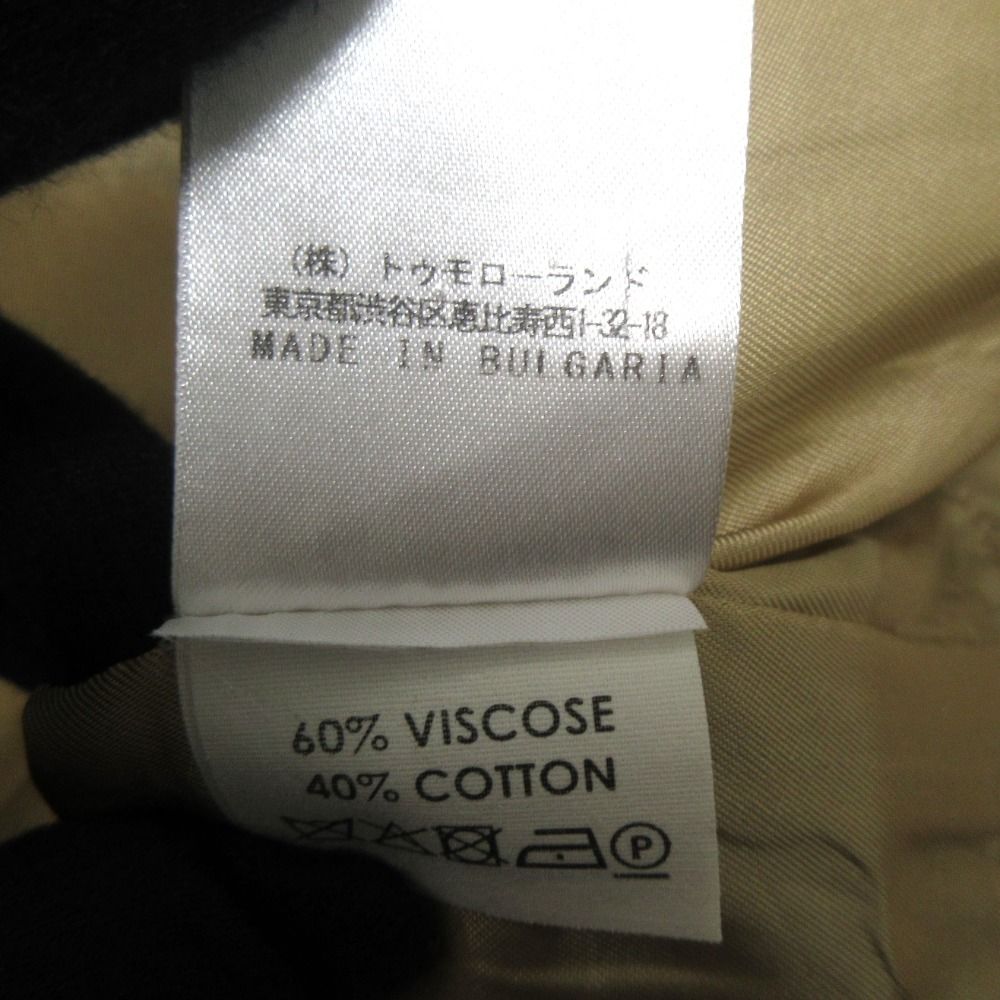 (株) トゥモローランド
東京都渋谷区恵比寿西1-32-18
MADE IN BULGARIA
60% VISCOSE
40% COTTON
P